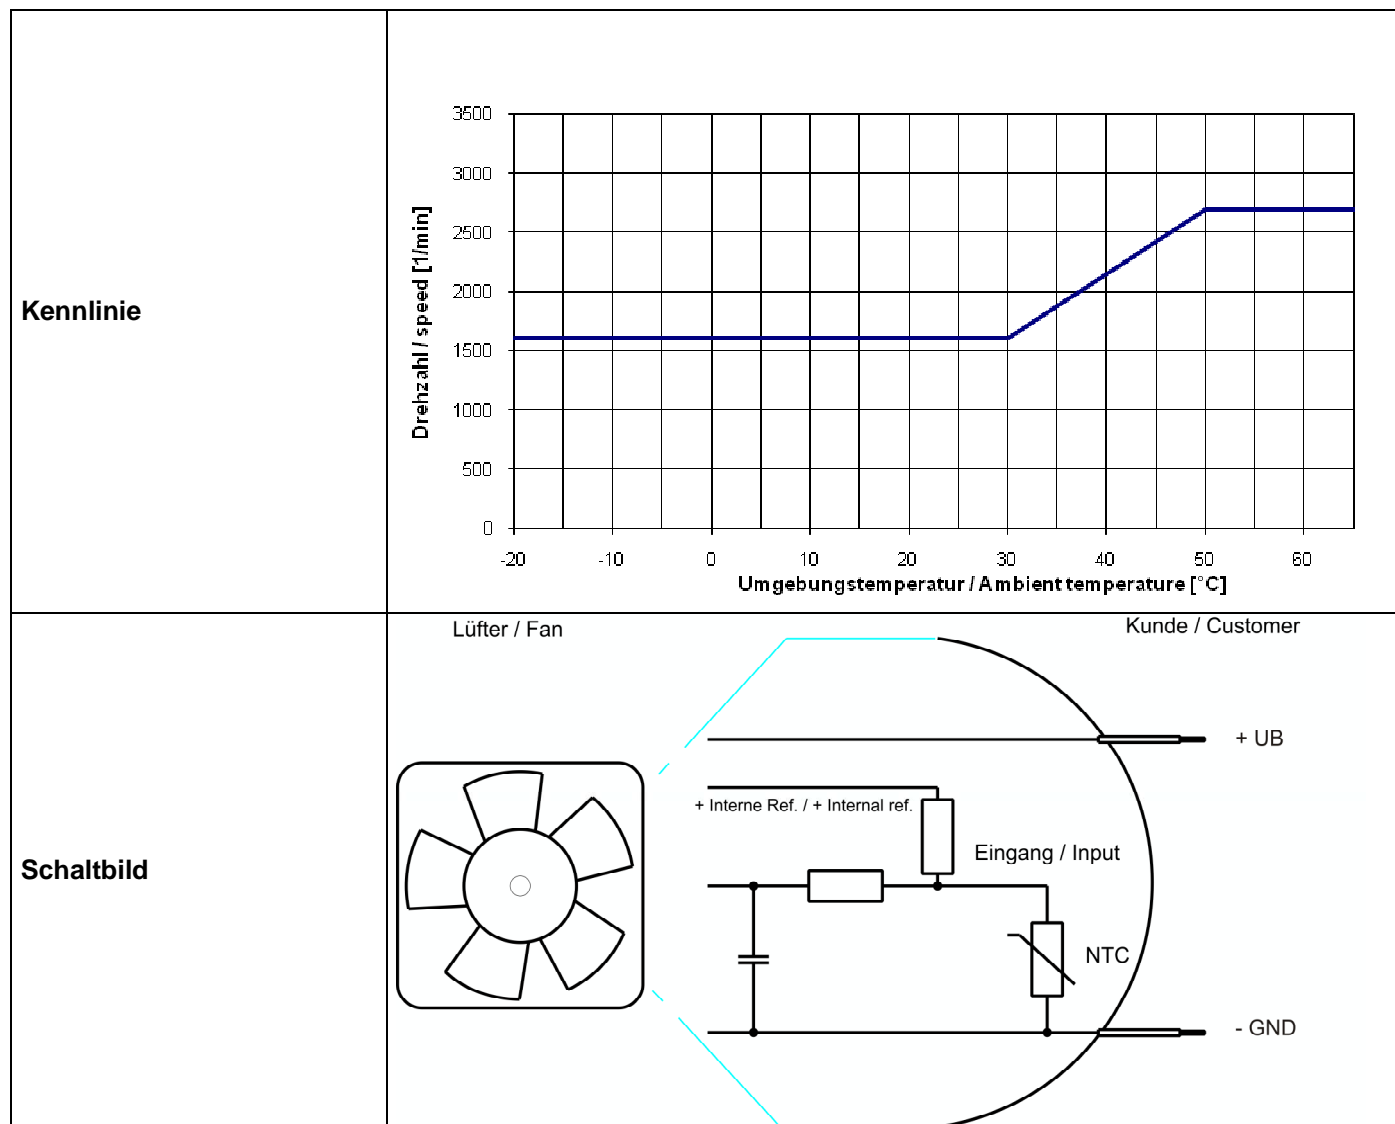 Kennlinie
3500
3000
2500
2000
1500
1000
500
0
Drehzahl / speed [1/min]
-20 -10 0 10 20 30 40 50 60
Umgebungstemperatur / Ambient temperature [°C]
Schaltbild
Lüfter / Fan
Kunde / Customer
+ UB
+ Interne Ref. / + Internal ref.
Eingang / Input
NTC
- GND